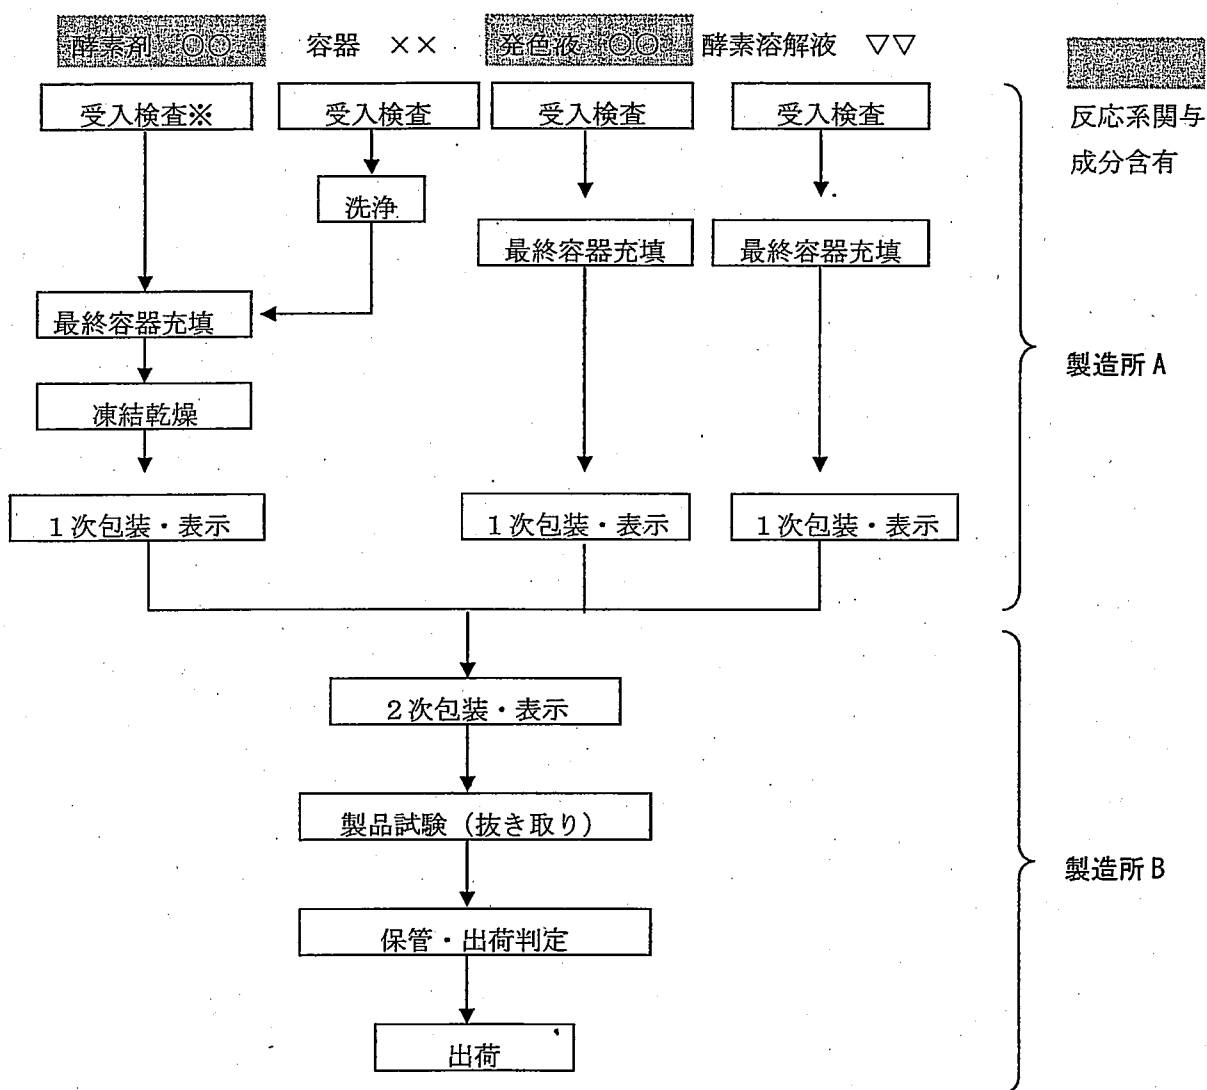 酵素剤 ○○ 容器 ×× 発色液 ○○ 酵素溶解液 ▽▽
受入検査※ 受入検査 受入検査 受入検査
反応系関与
成分含有
洗浄
最終容器充填 最終容器充填
最終容器充填
製造所A
凍結乾燥
1次包装・表示 1次包装・表示 1次包装・表示
2次包装・表示
製品試験（抜き取り）
製造所B
保管・出荷判定
出荷